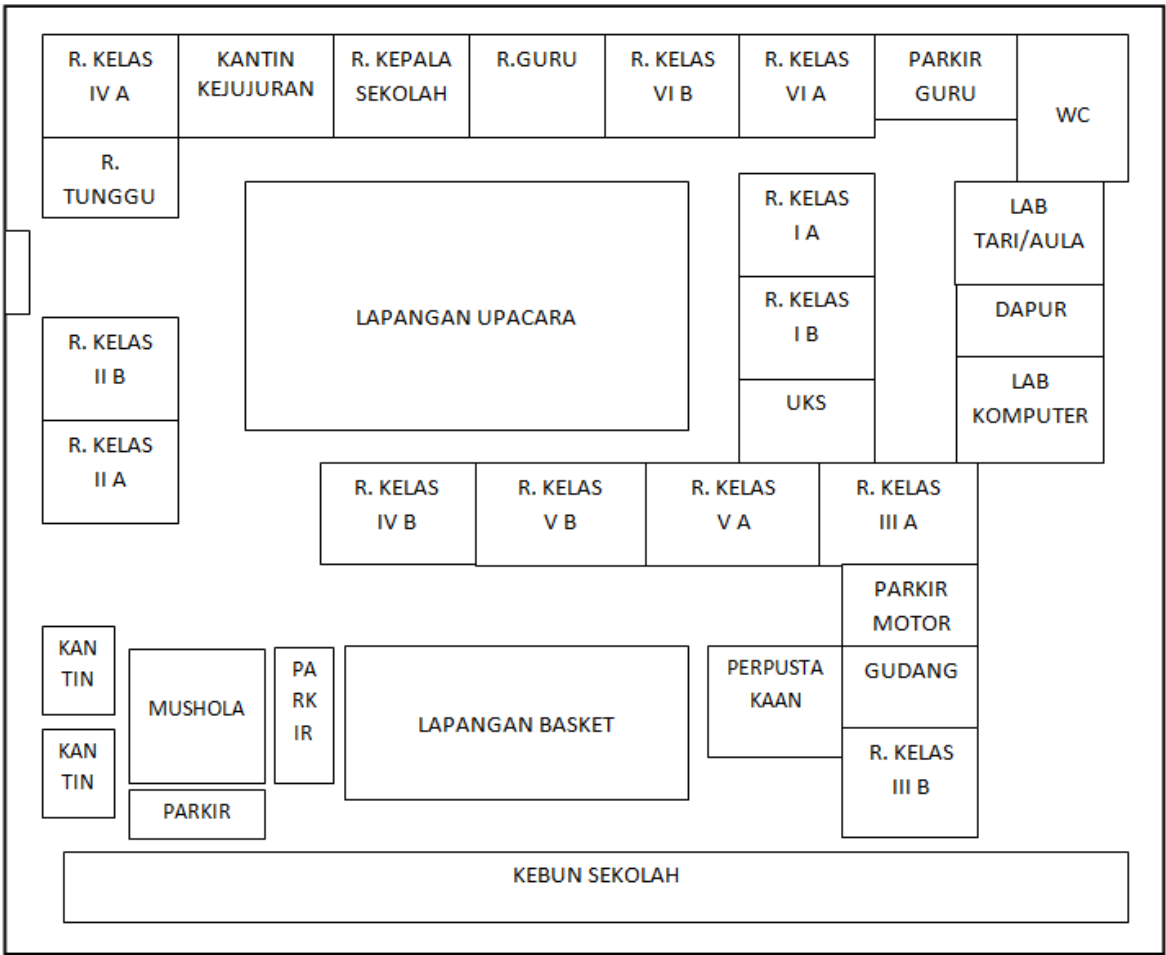 R. KELAS
IV A
KANTIN
KEJUJURAN
R. KEPALA
SEKOLAH
R.GURU
R. KELAS
VI B
R. KELAS
VI A
PARKIR
GURU
WC
R.
TUNGGU
R. KELAS
I A
LAB
TARI/AULA
LAPANGAN UPACARA
R. KELAS
I B
DAPUR
R. KELAS
II B
UKS
LAB
KOMPUTER
R. KELAS
II A
R. KELAS
IV B
R. KELAS
V B
R. KELAS
V A
R. KELAS
III A
PARKIR
MOTOR
KAN
TIN
MUSHOLA
PA
RK
IR
LAPANGAN BASKET
PERPUSTA
KAAN
GUDANG
KAN
TIN
R. KELAS
III B
PARKIR
KEBUN SEKOLAH